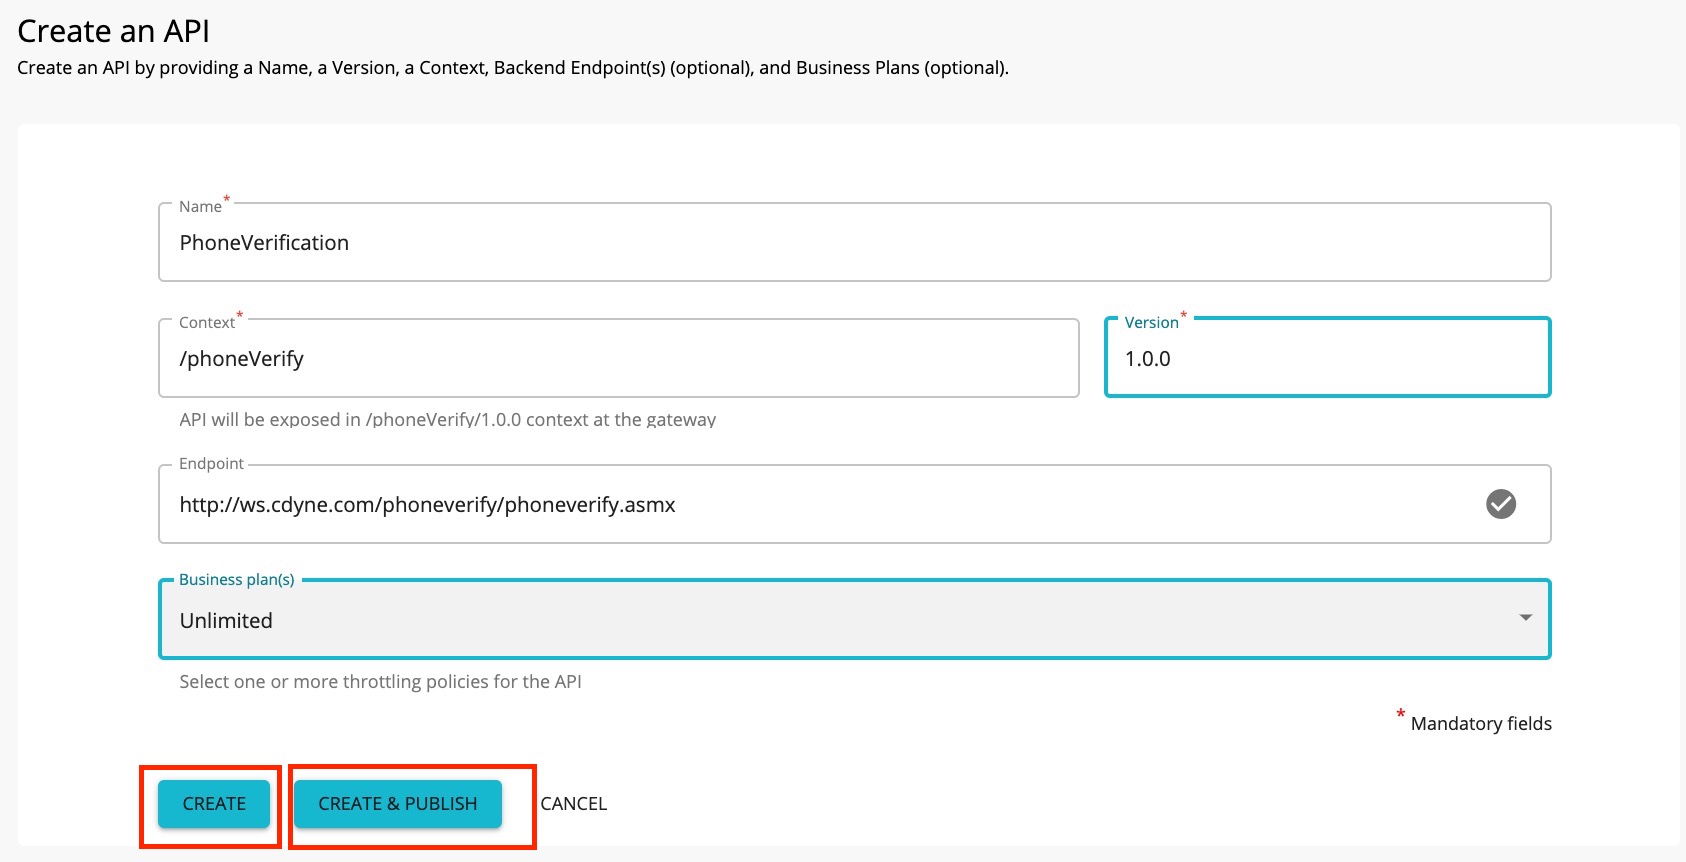 Create an API
Create an API by providing a Name, a Version, a Context, Backend Endpoint(s) (optional), and Business Plans (optional).
Name*
PhoneVerification
Context*
/phoneVerify
Version*
1.0.0
API will be exposed in /phoneVerify/1.0.0 context at the gateway
Endpoint
http://ws.cdyne.com/phoneverify/phoneverify.asmx
Business plan(s)
Unlimited
Select one or more throttling policies for the API
* Mandatory fields
CREATE
CREATE & PUBLISH
CANCEL